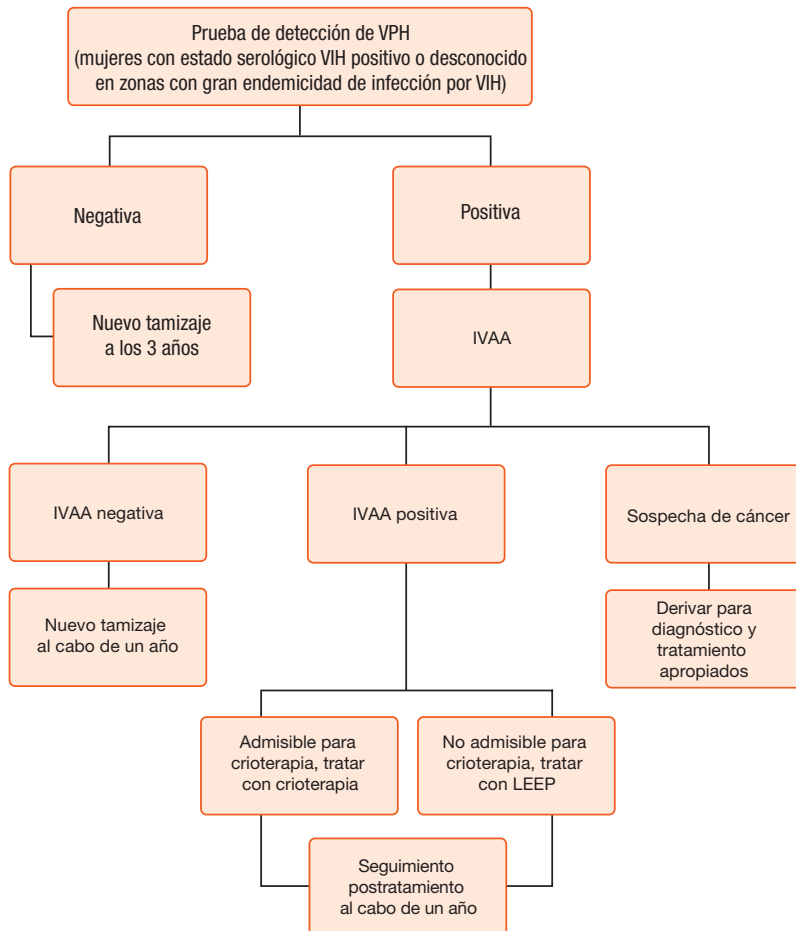 Prueba de detección de VPH
(mujeres con estado serológico VIH positivo o desconocido
en zonas con gran endemicidad de infección por VIH)
Negativa
Positiva
Nuevo tamizaje
a los 3 años
IVAA
IVAA negativa
IVAA positiva
Sospecha de cáncer
Nuevo tamizaje
al cabo de un año
Derivar para
diagnóstico y
tratamiento
apropiados
Admisible para
crioterapia, tratar
con crioterapia
No admisible para
crioterapia, tratar
con LEEP
Seguimiento
postratamiento
al cabo de un año